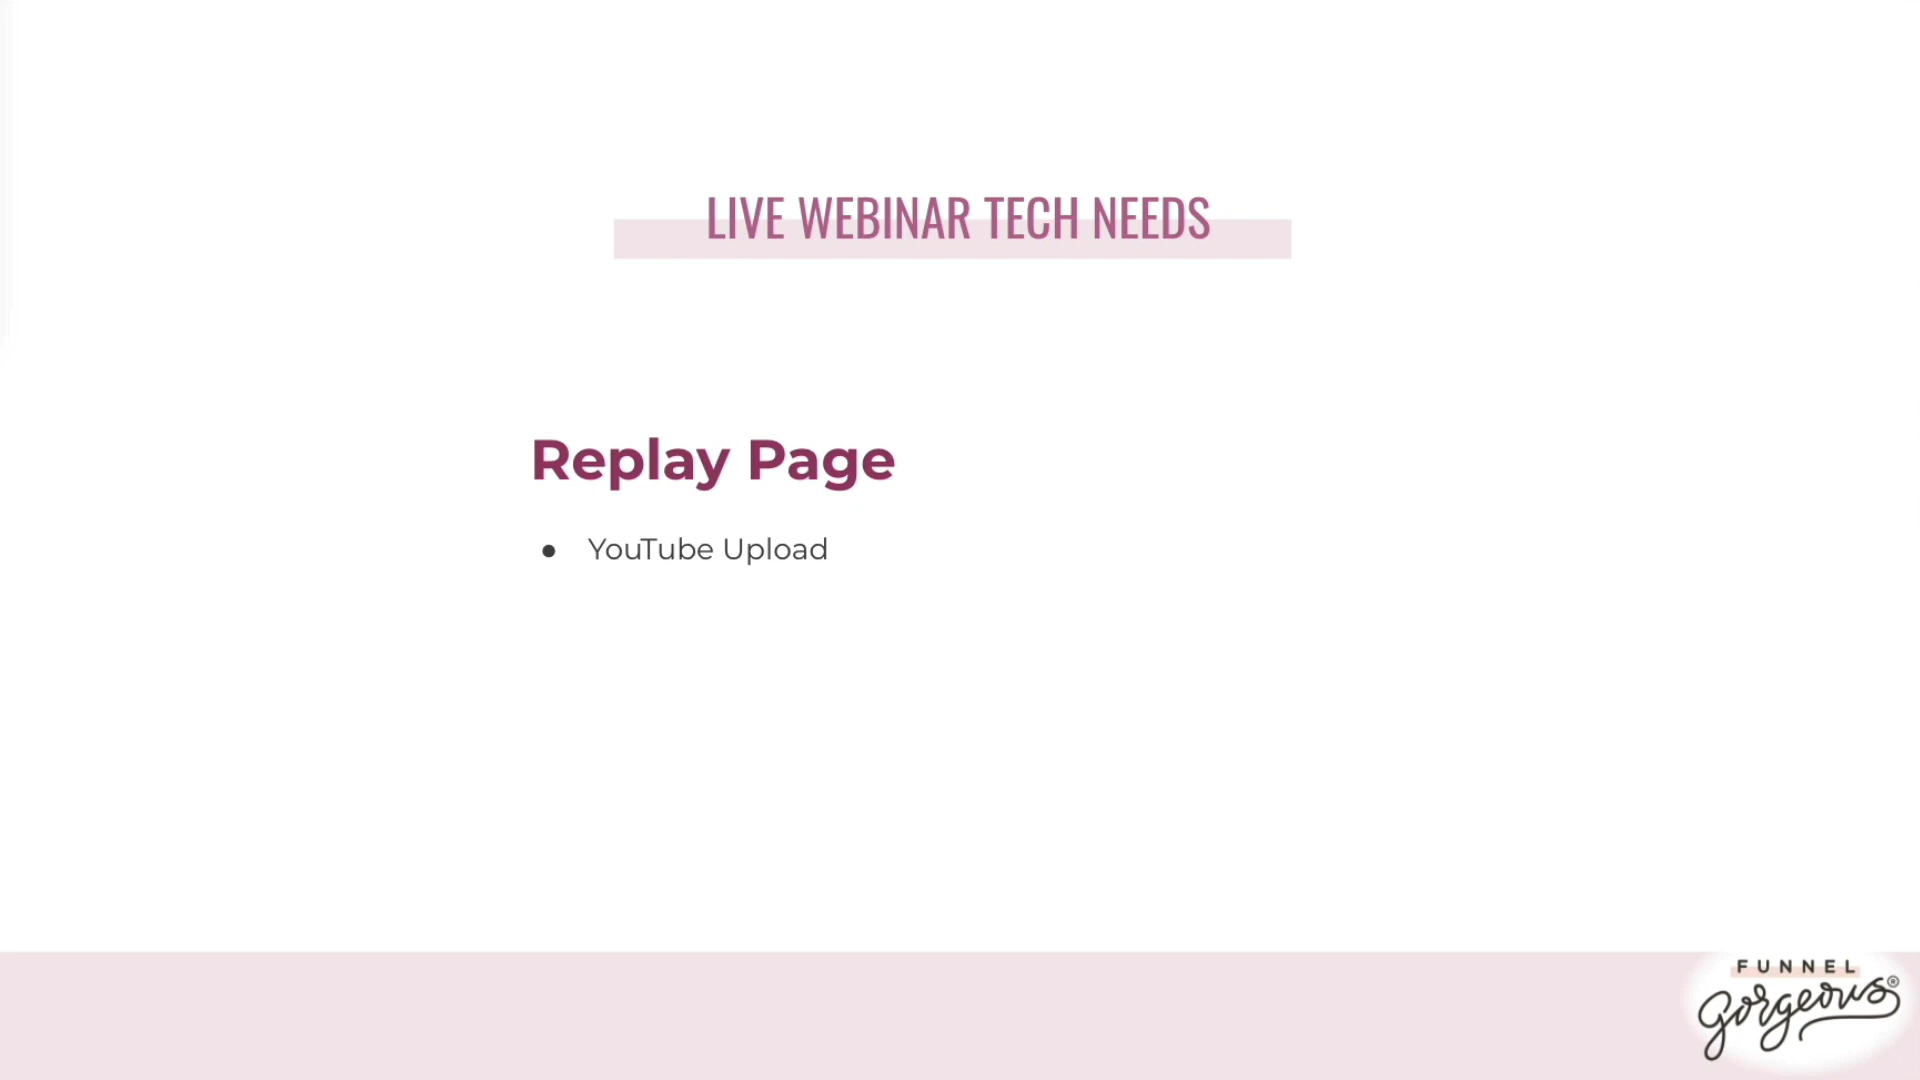 LIVE WEBINAR TECH NEEDS
Replay Page
● YouTube Upload
FUNNEL
gorgeous®